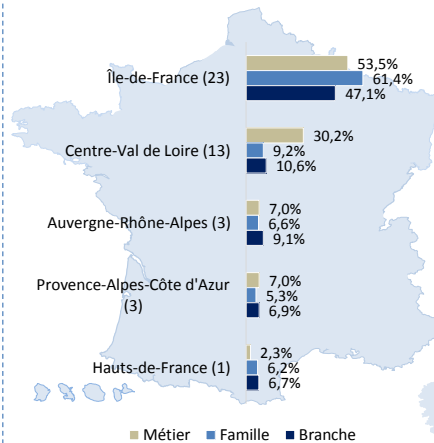 Île-de-France (23)
53,5%
61,4%
47,1%
Centre-Val de Loire (13)
30,2%
9,2%
10,6%
Auvergne-Rhône-Alpes (3)
7,0%
6,6%
9,1%
Provence-Alpes-Côte d'Azur
(3)
7,0%
5,3%
6,9%
Hauts-de-France (1)
2,3%
6,2%
6,7%
Métier Famille Branche